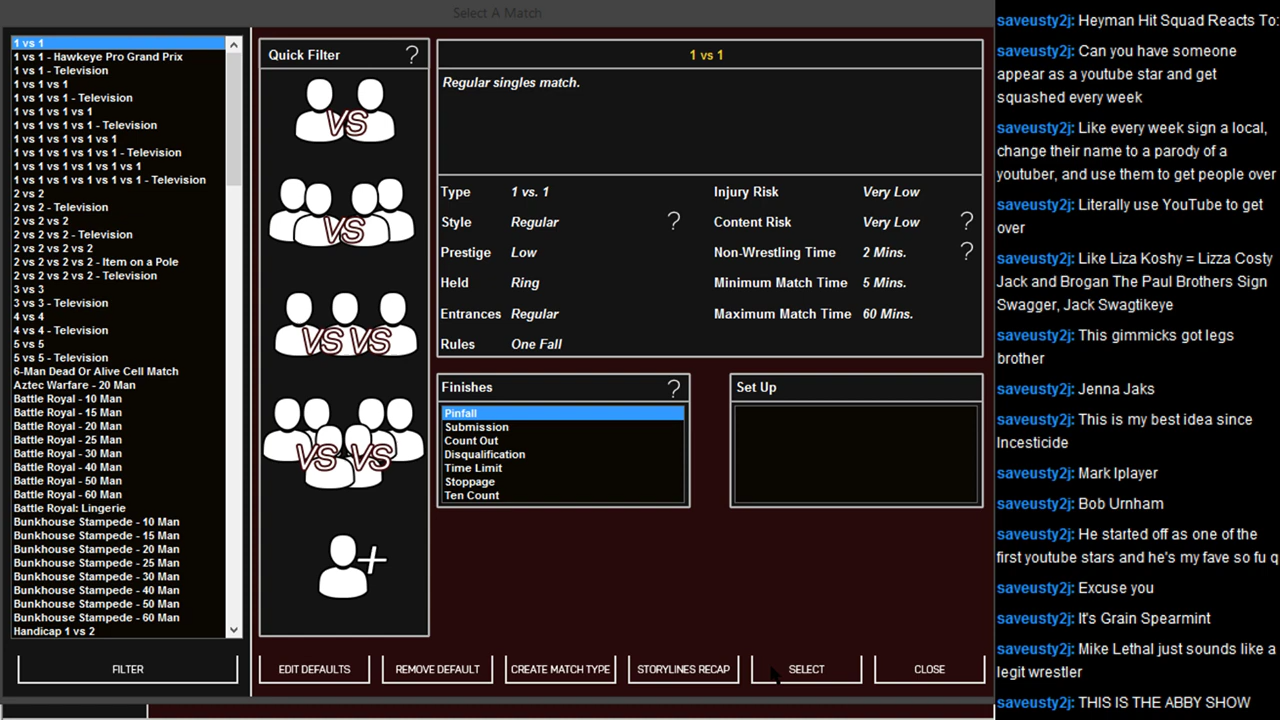 Select A Match
1 vs 1
1 vs 1 - Hawkeye Pro Grand Prix
1 vs 1 - Television
1 vs 1 vs 1
1 vs 1 vs 1 - Television
1 vs 1 vs 1 vs 1
1 vs 1 vs 1 vs 1 - Television
1 vs 1 vs 1 vs 1 vs 1
1 vs 1 vs 1 vs 1 vs 1 - Television
1 vs 1 vs 1 vs 1 vs 1 vs 1
1 vs 1 vs 1 vs 1 vs 1 vs 1 - Television
2 vs 2
2 vs 2 - Television
2 vs 2 vs 2
2 vs 2 vs 2 - Television
2 vs 2 vs 2 vs 2
2 vs 2 vs 2 vs 2 - Item on a Pole
2 vs 2 vs 2 vs 2 - Television
3 vs 3
3 vs 3 - Television
4 vs 4
4 vs 4 - Television
5 vs 5
5 vs 5 - Television
6-Man Dead Or Alive Cell Match
Aztec Warfare - 20 Man
Battle Royal - 10 Man
Battle Royal - 15 Man
Battle Royal - 20 Man
Battle Royal - 25 Man
Battle Royal - 30 Man
Battle Royal - 40 Man
Battle Royal - 50 Man
Battle Royal - 60 Man
Battle Royal: Lingerie
Bunkhouse Stampede - 10 Man
Bunkhouse Stampede - 15 Man
Bunkhouse Stampede - 20 Man
Bunkhouse Stampede - 25 Man
Bunkhouse Stampede - 30 Man
Bunkhouse Stampede - 40 Man
Bunkhouse Stampede - 50 Man
Bunkhouse Stampede - 60 Man
Handicap 1 vs 2
FILTER
Quick Filter ?
VS
VS
VS VS
VS VS
+
1 vs 1
Regular singles match.
Type 1 vs. 1 Injury Risk Very Low
Style Regular ? Content Risk Very Low ?
Prestige Low Non-Wrestling Time 2 Mins. ?
Held Ring Minimum Match Time 5 Mins.
Entrances Regular Maximum Match Time 60 Mins.
Rules One Fall
Finishes ?
Pinfall
Submission
Count Out
Disqualification
Time Limit
Stoppage
Ten Count
Set Up
EDIT DEFAULTS REMOVE DEFAULT CREATE MATCH TYPE STORYLINES RECAP SELECT CLOSE
saveusty2j: Heyman Hit Squad Reacts To:
saveusty2j: Can you have someone
appear as a youtube star and get
squashed every week
saveusty2j: Like every week sign a local,
change their name to a parody of a
youtuber, and use them to get people over
saveusty2j: Literally use YouTube to get
over
saveusty2j: Like Liza Koshy = Lizza Costy
Jack and Brogan The Paul Brothers Sign
Swagger, Jack Swagtikeye
saveusty2j: This gimmicks got legs
brother
saveusty2j: Jenna Jaks
saveusty2j: This is my best idea since
Incesticide
saveusty2j: Mark Iplayer
saveusty2j: Bob Urnham
saveusty2j: He started off as one of the
first youtube stars and he's my fave so fu q
saveusty2j: Excuse you
saveusty2j: It's Grain Spearmint
saveusty2j: Mike Lethal just sounds like a
legit wrestler
saveusty2j: THIS IS THE ABBY SHOW